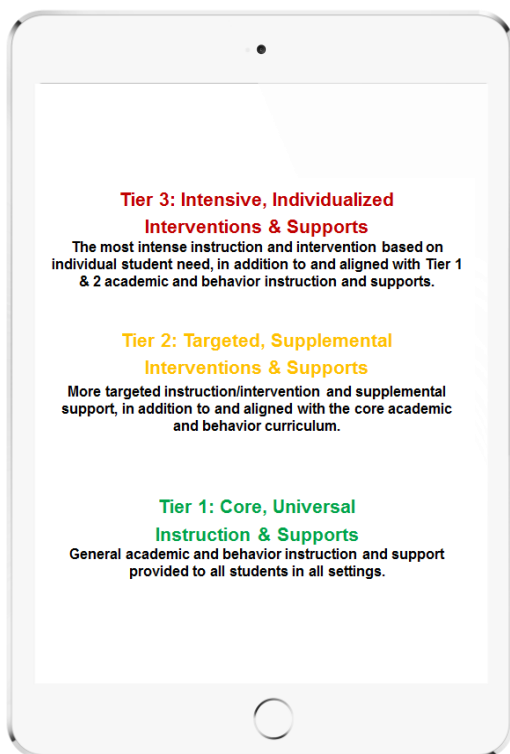 Tier 3: Intensive, Individualized
Interventions & Supports
The most intense instruction and intervention based on
individual student need, in addition to and aligned with Tier 1
& 2 academic and behavior instruction and supports.
Tier 2: Targeted, Supplemental
Interventions & Supports
More targeted instruction/intervention and supplemental
support, in addition to and aligned with the core academic
and behavior curriculum.
Tier 1: Core, Universal
Instruction & Supports
General academic and behavior instruction and support
provided to all students in all settings.